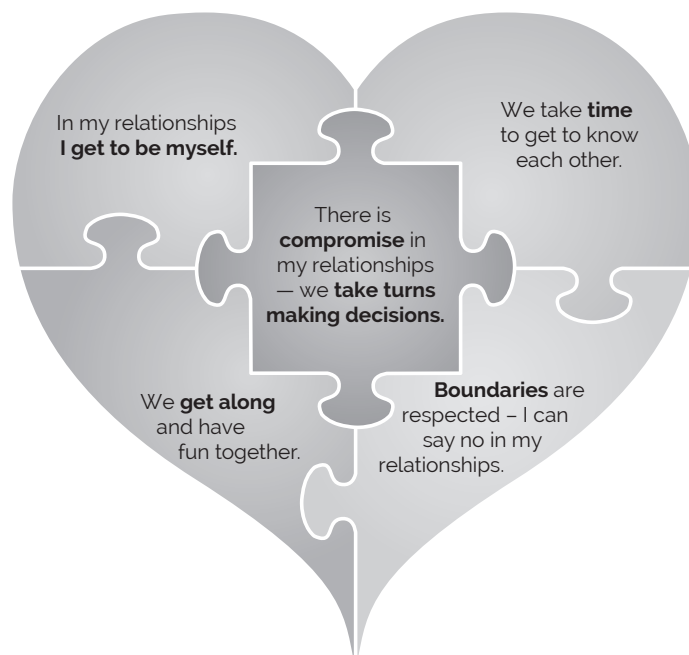 In my relationships
I get to be myself.
We take time
to get to know
each other.
There is
compromise in
my relationships
— we take turns
making decisions.
We get along
and have
fun together.
Boundaries are
respected – I can
say no in my
relationships.